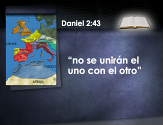 Daniel 2:43
"no se unirán el
uno con el otro"